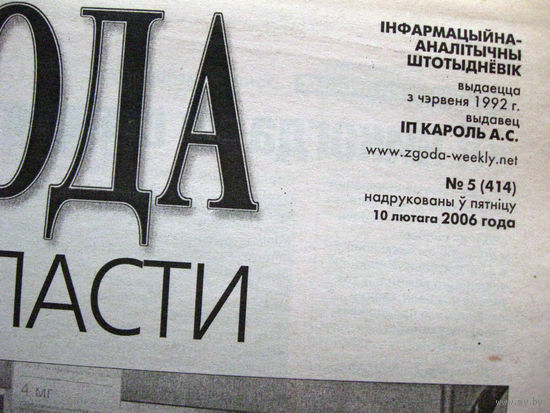 ОДА
ПАСТИ
ІНФАРМАЦЫЙНА-
АНАЛІТЫЧНЫ
ШТОТЫДНЁВІК
выдаецца
з чэрвеня 1992 г.
выдавец
ІП КАРОЛЬ А.С.
www.zgoda-weekly.net
№ 5 (414)
надрукованы ў пятніцу
10 лютага 2006 года
4 мг